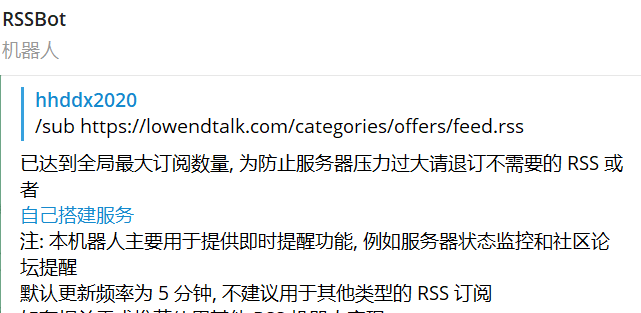 RSSBot
机器人
hhddx2020
/sub https://lowendtalk.com/categories/offers/feed.rss
已达到全局最大订阅数量, 为防止服务器压力过大请退订不需要的 RSS 或
者
自己搭建服务
注: 本机器人主要用于提供即时提醒功能, 例如服务器状态监控和社区论
坛提醒
默认更新频率为 5 分钟, 不建议用于其他类型的 RSS 订阅